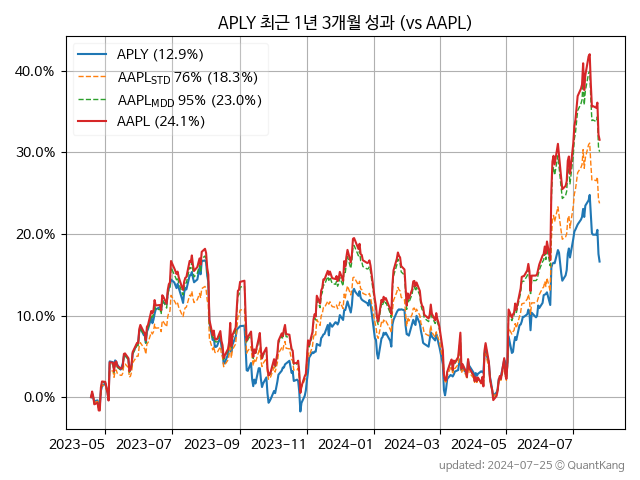 APLY 최근 1년 3개월 성과 (vs AAPL)
APLY (12.9%)
AAPL_STD 76% (18.3%)
AAPL_MDD 95% (23.0%)
AAPL (24.1%)
40.0%
30.0%
20.0%
10.0%
0.0%
2023-05 2023-07 2023-09 2023-11 2024-01 2024-03 2024-05 2024-07
updated: 2024-07-25 © QuantKang